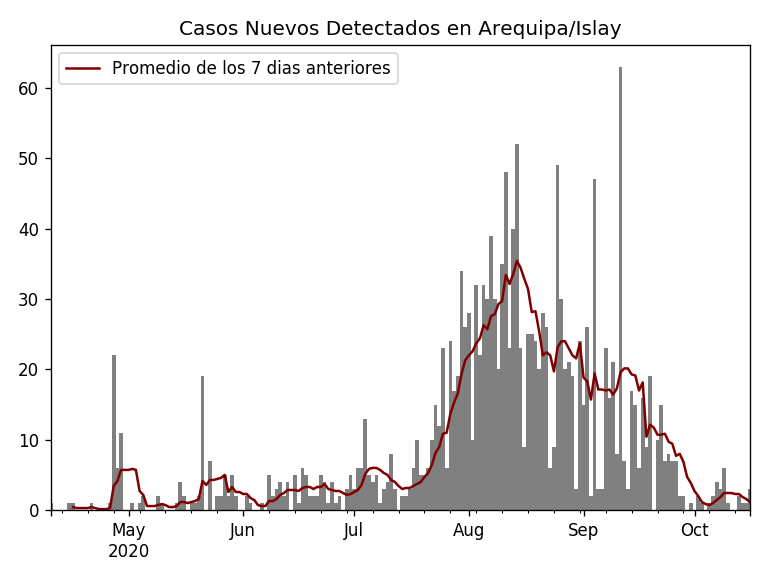 Casos Nuevos Detectados en Arequipa/Islay
Promedio de los 7 dias anteriores
60
50
40
30
20
10
0
May Jun Jul Aug Sep Oct
2020